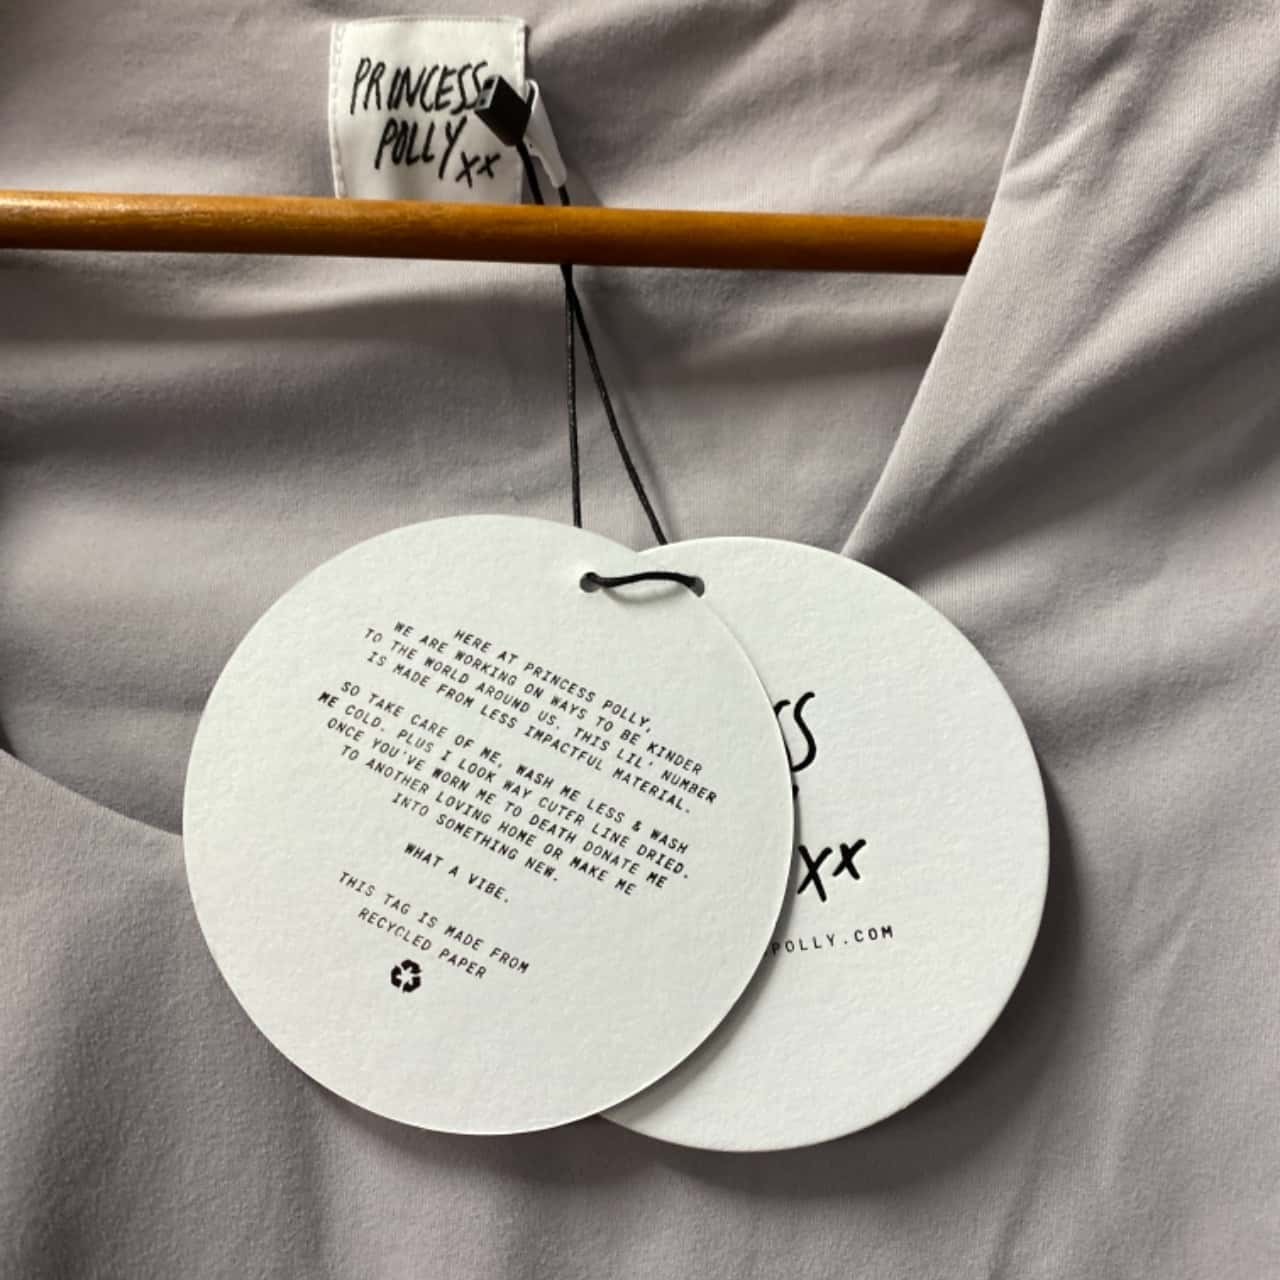 PRINCESS
POLLY xx
HERE AT PRINCESS POLLY,
WE ARE WORKING ON WAYS TO BE KINDER
TO THE WORLD AROUND US. THIS LIL' NUMBER
IS MADE FROM LESS IMPACTFUL MATERIAL.
SO TAKE CARE OF ME, WASH ME LESS & WASH
ME COLD. PLUS I LOOK WAY CUTER LINE DRIED.
ONCE YOU'VE WORN ME TO DEATH DONATE ME
TO ANOTHER LOVING HOME OR MAKE ME
INTO SOMETHING NEW.
WHAT A VIBE.
THIS TAG IS MADE FROM
RECYCLED PAPER
SS
xx
POLLY.COM